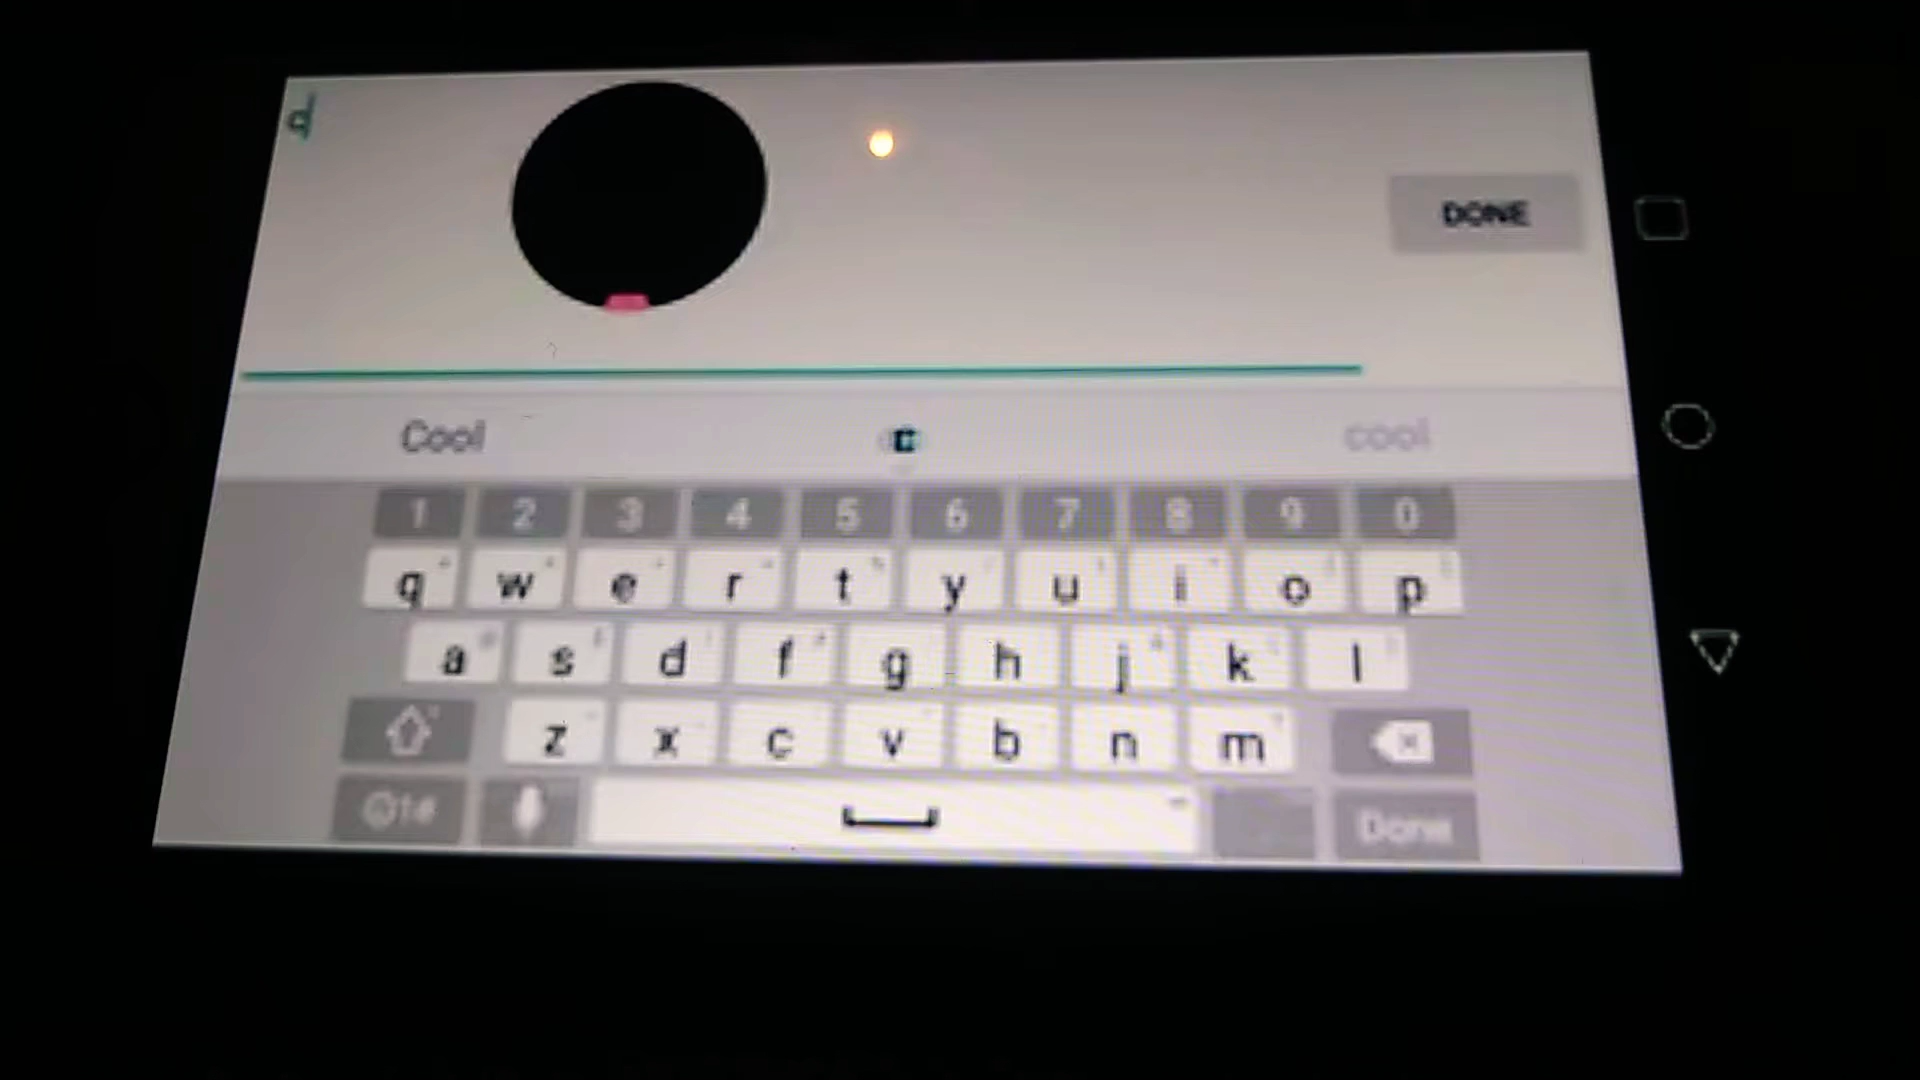 c
DONE
Cool c cool
1 2 3 4 5 6 7 8 9 0
q w e r t y u i o p
a s d f g h j k l
z x c v b n m
Done